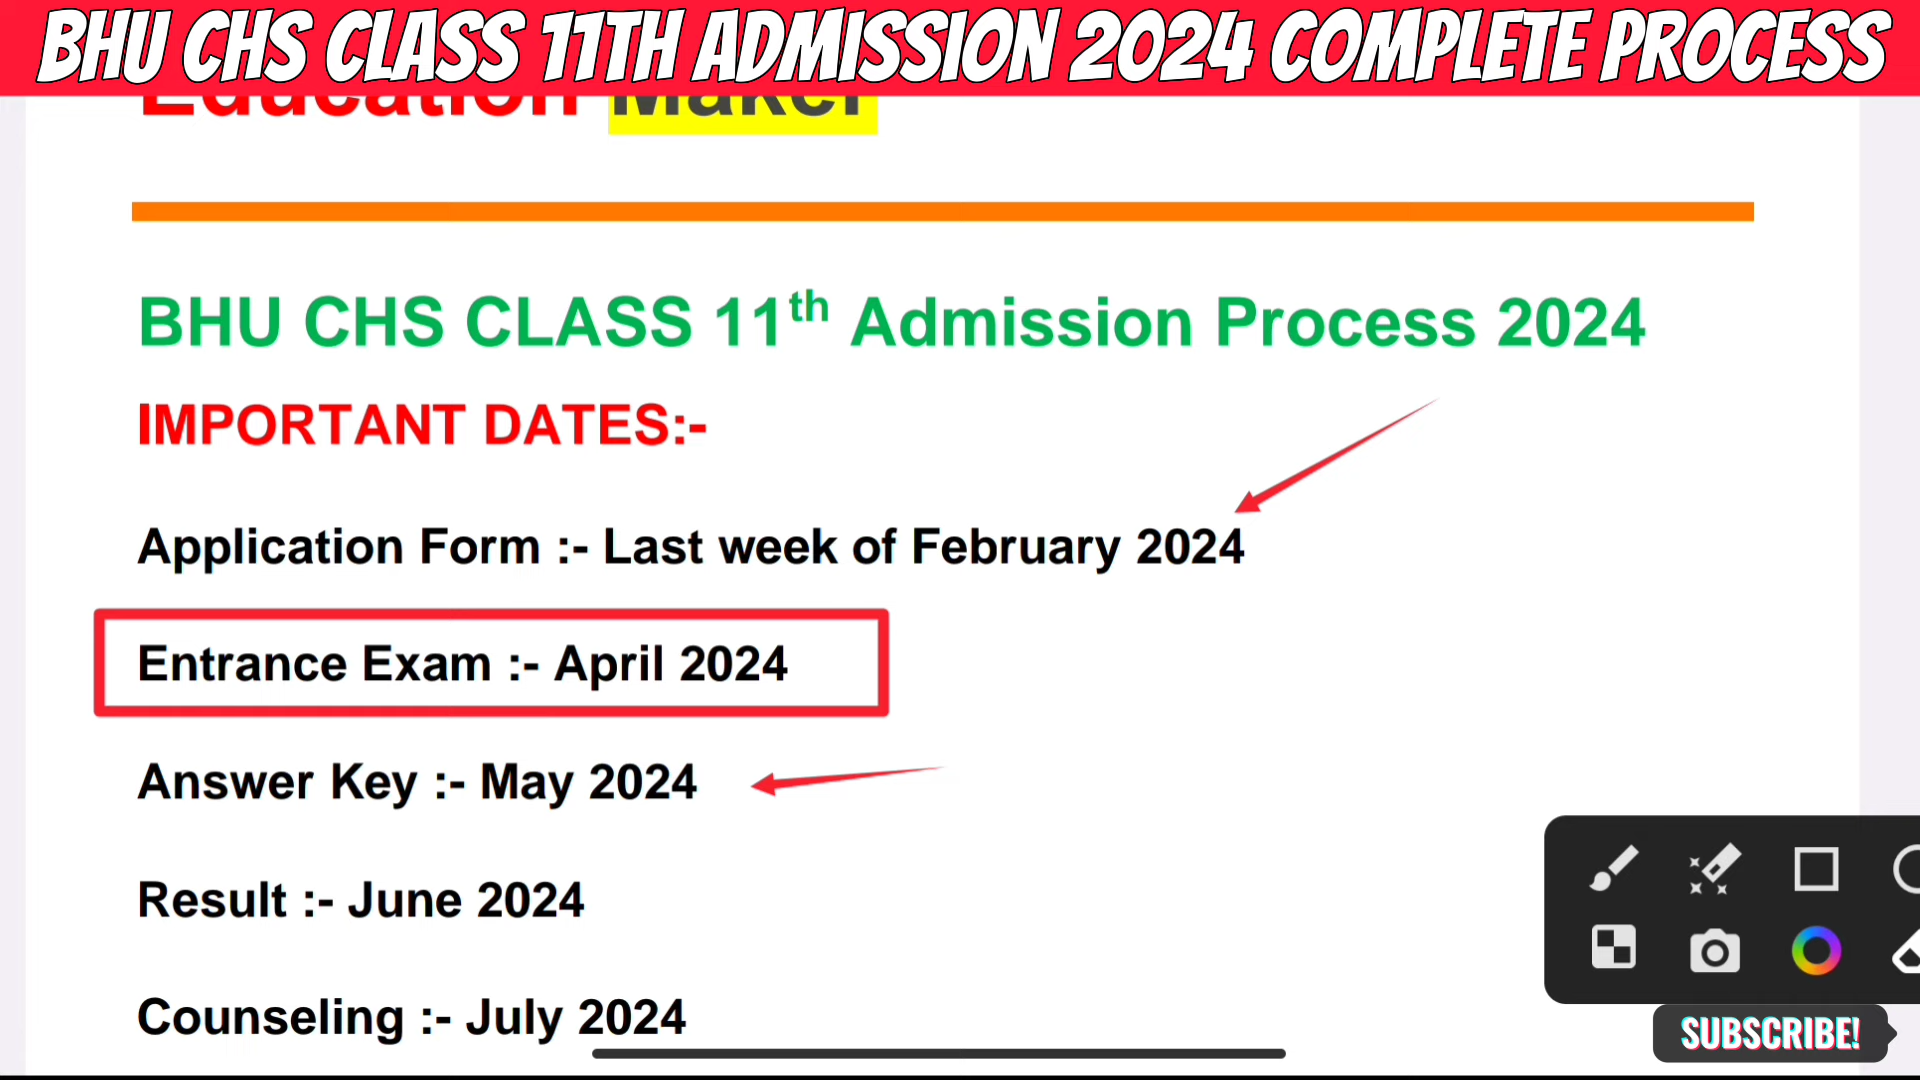 BHU CHS CLASS 11TH ADMISSION 2024 COMPLETE PROCESS
Education Maker
BHU CHS CLASS 11th Admission Process 2024
IMPORTANT DATES:-
Application Form :- Last week of February 2024
Entrance Exam :- April 2024
Answer Key :- May 2024
Result :- June 2024
Counseling :- July 2024
SUBSCRIBE!